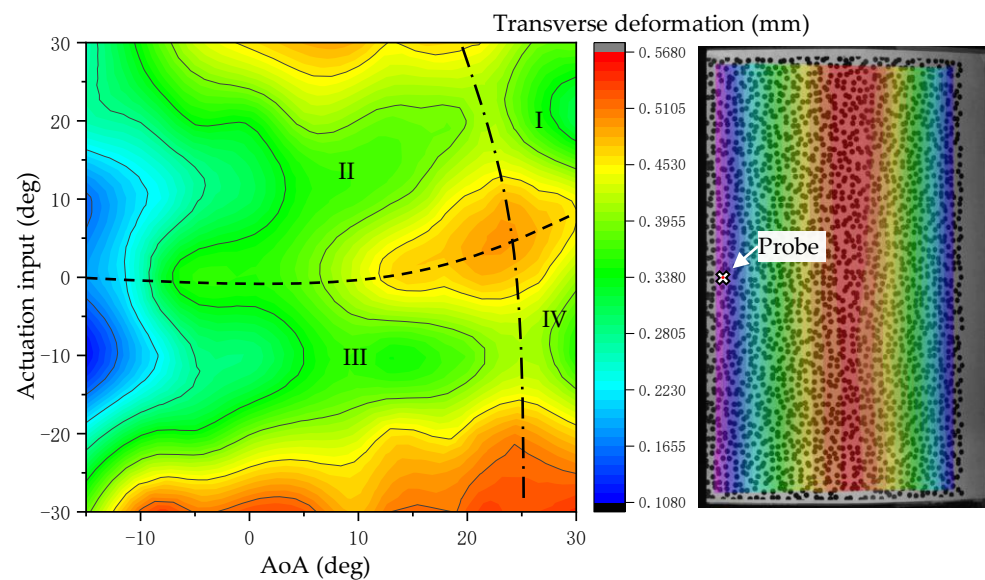 Transverse deformation (mm)
30
20
10
0
-10
-20
-30
Actuation input (deg)
-10
0
10
20
30
AoA (deg)
I
II
III
IV
0.5680
0.5105
0.4530
0.3955
0.3380
0.2805
0.2230
0.1655
0.1080
Probe